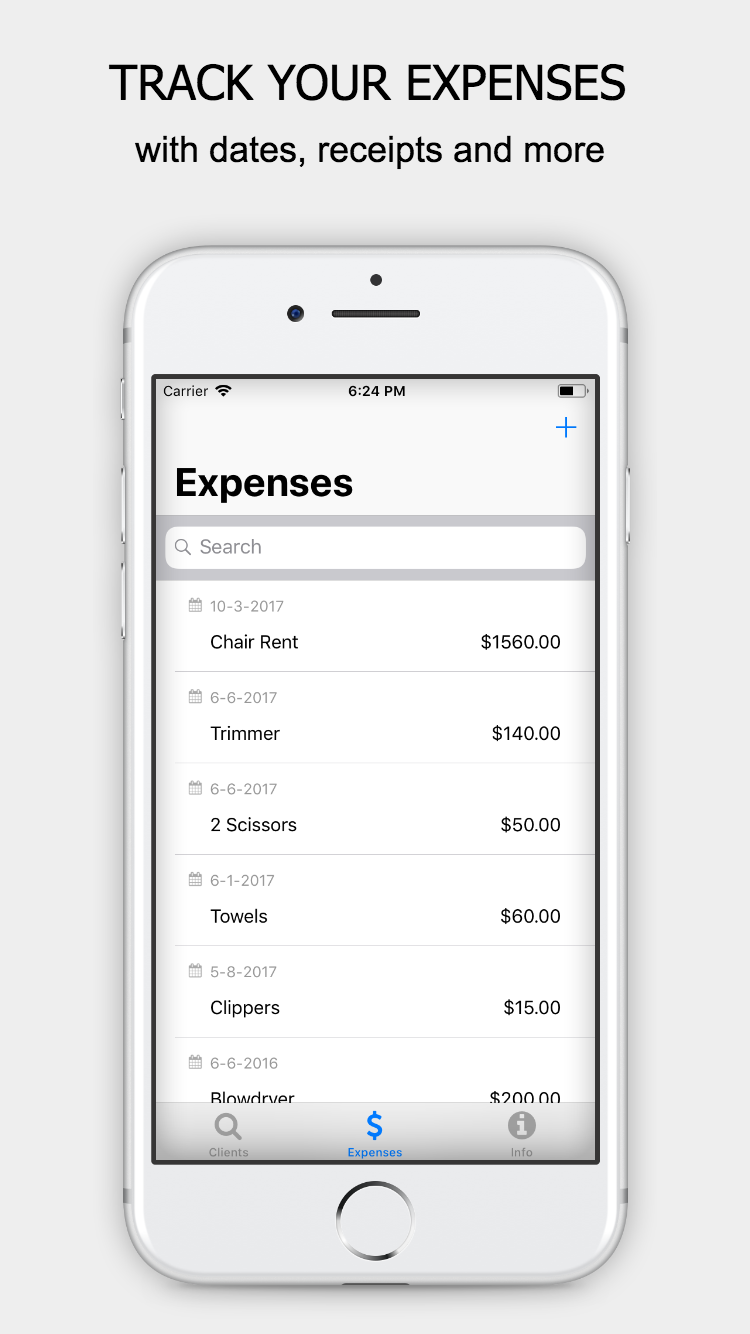 TRACK YOUR EXPENSES
with dates, receipts and more
Carrier 6:24 PM
Expenses
Search
10-3-2017
Chair Rent $1560.00
6-6-2017
Trimmer $140.00
6-6-2017
2 Scissors $50.00
6-1-2017
Towels $60.00
5-8-2017
Clippers $15.00
6-6-2016
Blowdryer $200.00
Clients Expenses Info